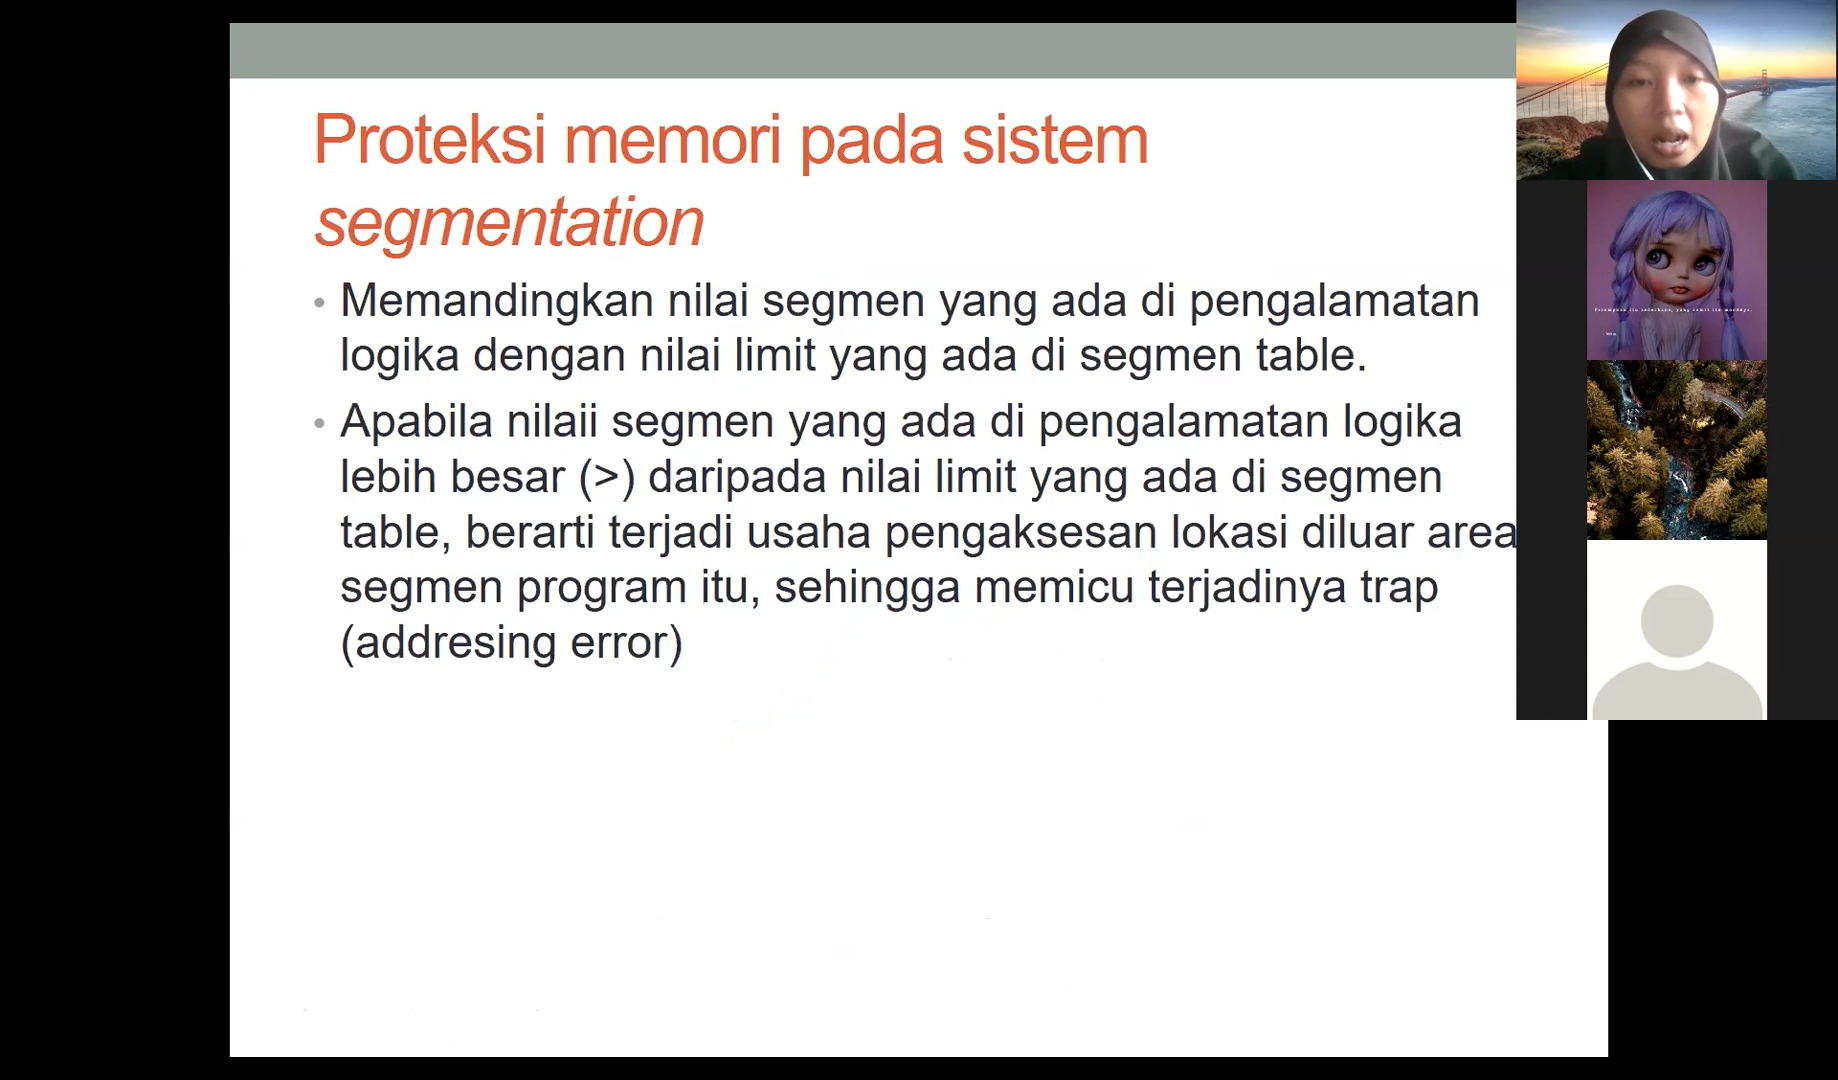 Proteksi memori pada sistem
segmentation
• Memandingkan nilai segmen yang ada di pengalamatan
logika dengan nilai limit yang ada di segmen table.
• Apabila nilaii segmen yang ada di pengalamatan logika
lebih besar (>) daripada nilai limit yang ada di segmen
table, berarti terjadi usaha pengaksesan lokasi diluar area
segmen program itu, sehingga memicu terjadinya trap
(addresing error)